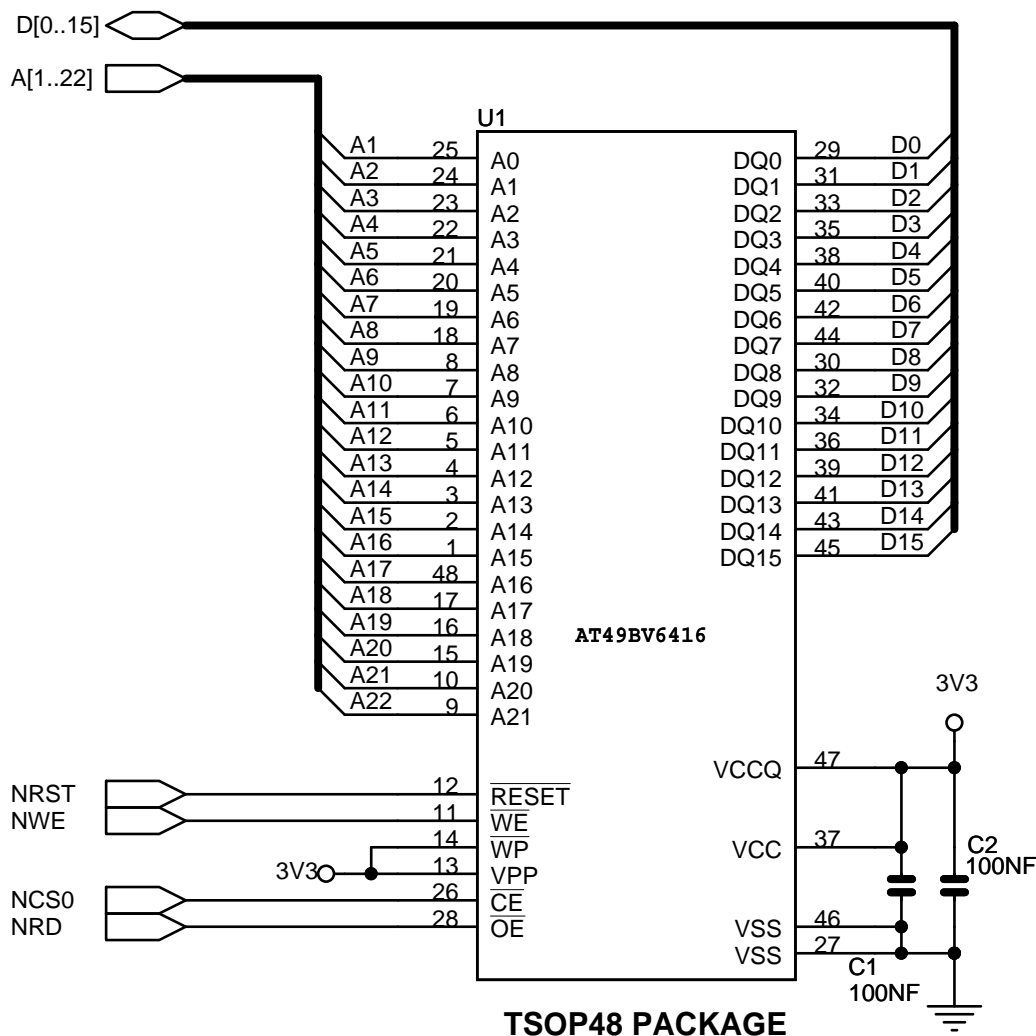 D[0..15]
A[1..22]
U1
A1 25 A0 DQ0 29 D0
A2 24 A1 DQ1 31 D1
A3 23 A2 DQ2 33 D2
A4 22 A3 DQ3 35 D3
A5 21 A4 DQ4 38 D4
A6 20 A5 DQ5 40 D5
A7 19 A6 DQ6 42 D6
A8 18 A7 DQ7 44 D7
A9 8 A8 DQ8 30 D8
A10 7 A9 DQ9 32 D9
A11 6 A10 DQ10 34 D10
A12 5 A11 DQ11 36 D11
A13 4 A12 DQ12 39 D12
A14 3 A13 DQ13 41 D13
A15 2 A14 DQ14 43 D14
A16 1 A15 DQ15 45 D15
A17 48 A16
A18 17 A17
A19 16 A18
A20 15 A19
A21 10 A20
A22 9 A21
AT49BV6416
3V3
VCCQ 47
NRST 12 RESET
NWE 11 WE
14 WP VCC 37
3V3 13 VPP
C2
100NF
NCS0 26 CE
NRD 28 OE
VSS 46
VSS 27
C1
100NF
TSOP48 PACKAGE